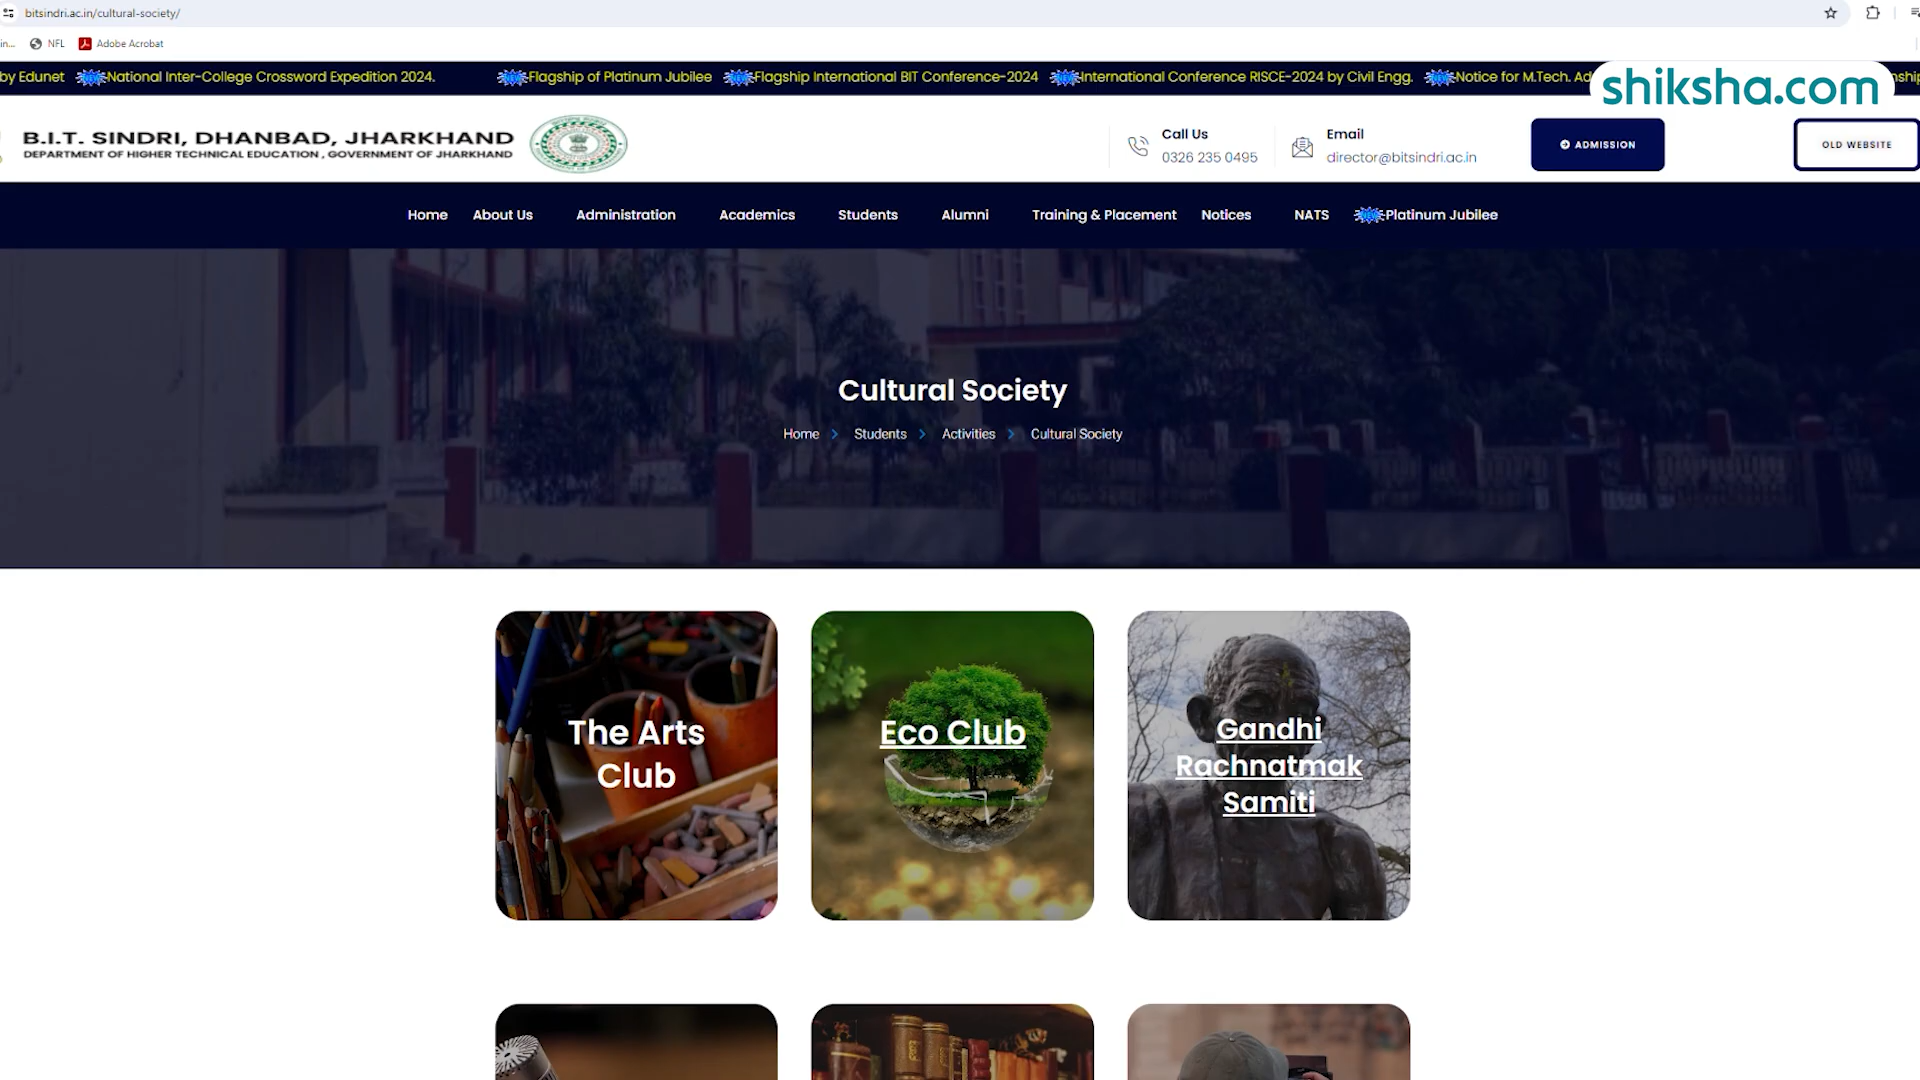 bitsindri.ac.in/cultural-society/
in...
NFL
Adobe Acrobat
by Edunet National Inter-College Crossword Expedition 2024. Flagship of Platinum Jubilee Flagship International BIT Conference-2024 International Conference RISCE-2024 by Civil Engg. Notice for M.Tech.
shiksha.com
B.I.T. SINDRI, DHANBAD, JHARKHAND
DEPARTMENT OF HIGHER TECHNICAL EDUCATION , GOVERNMENT OF JHARKHAND
Call Us
0326 235 0495
Email
director@bitsindri.ac.in
ADMISSION
OLD WEBSITE
Home About Us Administration Academics Students Alumni Training & Placement Notices NATS Platinum Jubilee
Cultural Society
Home > Students > Activities > Cultural Society
The Arts
Club
Eco Club
Gandhi
Rachnatmak
Samiti